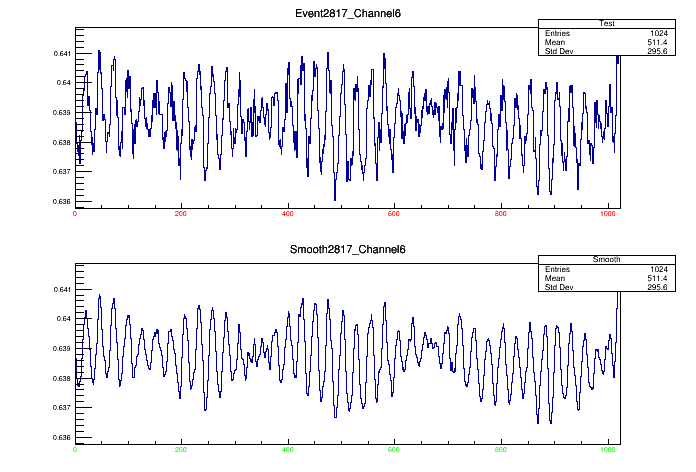 Event2817_Channel6
Test
Entries 1024
Mean 511.4
Std Dev 295.6
0.641
0.64
0.639
0.638
0.637
0.636
0 200 400 600 800 1000
Smooth2817_Channel6
Smooth
Entries 1024
Mean 511.4
Std Dev 295.6
0.641
0.64
0.639
0.638
0.637
0.636
0 200 400 600 800 1000